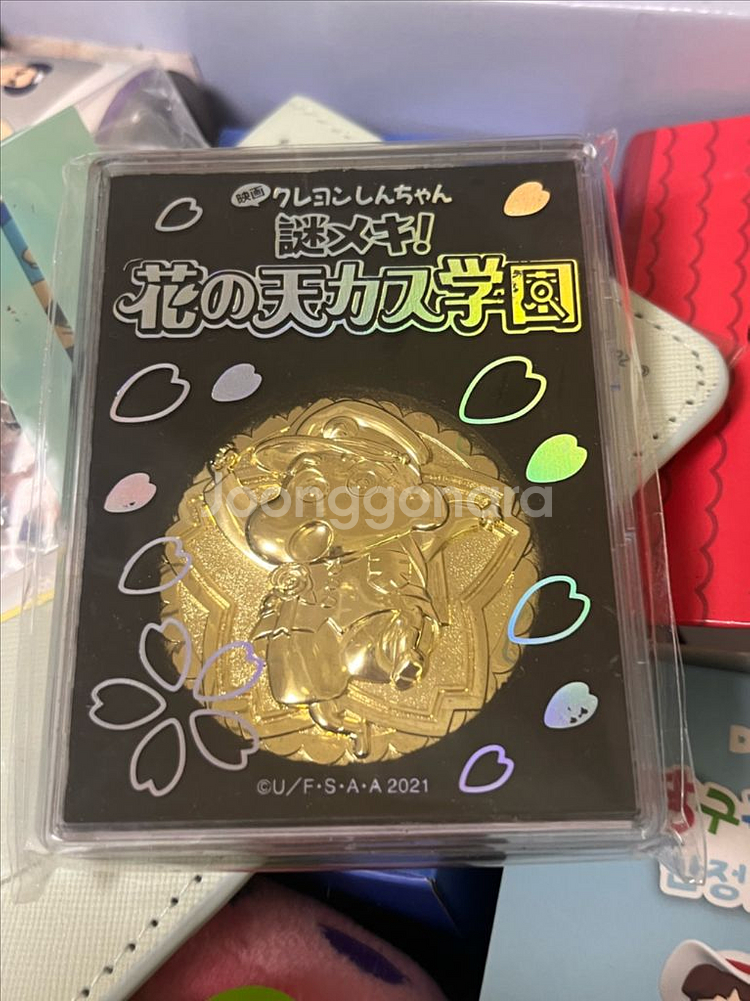 映画
クレヨンしんちゃん
謎メキ!
花の天カス学園
Joonggonara
©U/F・S・A・A 2021
구